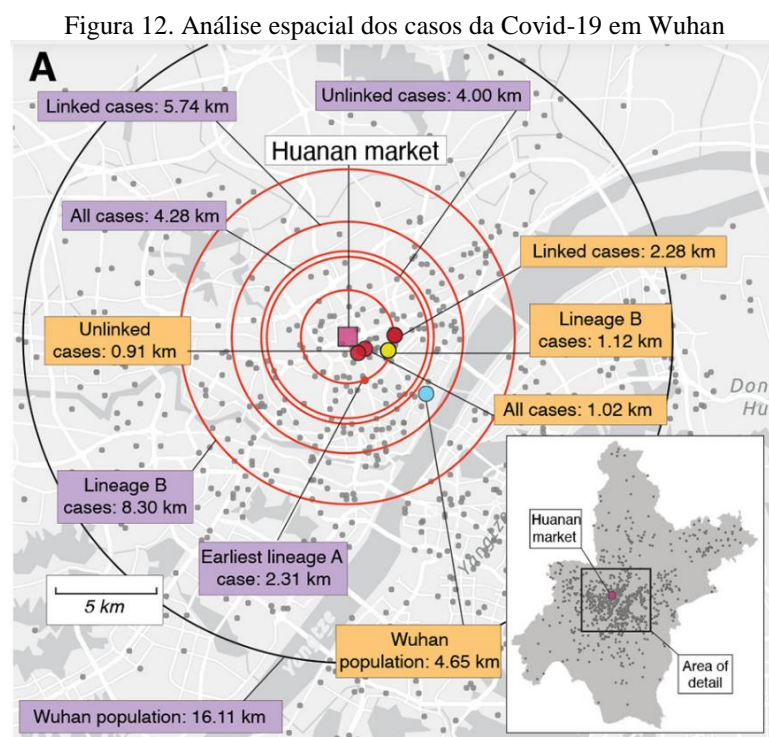 Figura 12. Análise espacial dos casos da Covid-19 em Wuhan
A
Linked cases: 5.74 km
Unlinked cases: 4.00 km
Huanan market
All cases: 4.28 km
Linked cases: 2.28 km
Unlinked
cases: 0.91 km
Lineage B
cases: 1.12 km
Don
Hu
All cases: 1.02 km
Lineage B
cases: 8.30 km
Earliest lineage A
case: 2.31 km
Yangtze
5 km
Wuhan
population: 4.65 km
Yangtze
Wuhan population: 16.11 km
Huanan
market
Area of
detail